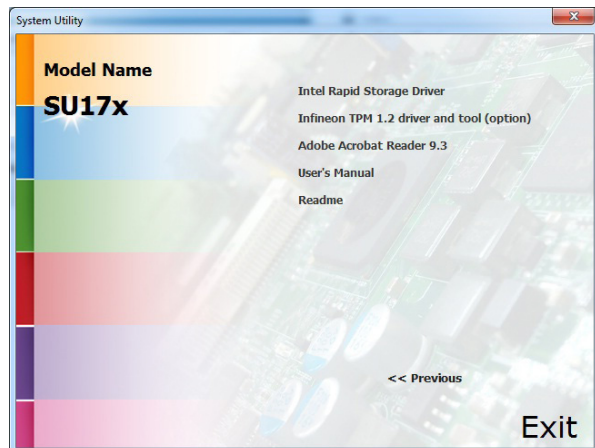 System Utility
Model Name
SU17x
Intel Rapid Storage Driver
Infineon TPM 1.2 driver and tool (option)
Adobe Acrobat Reader 9.3
User's Manual
Readme
<< Previous
Exit